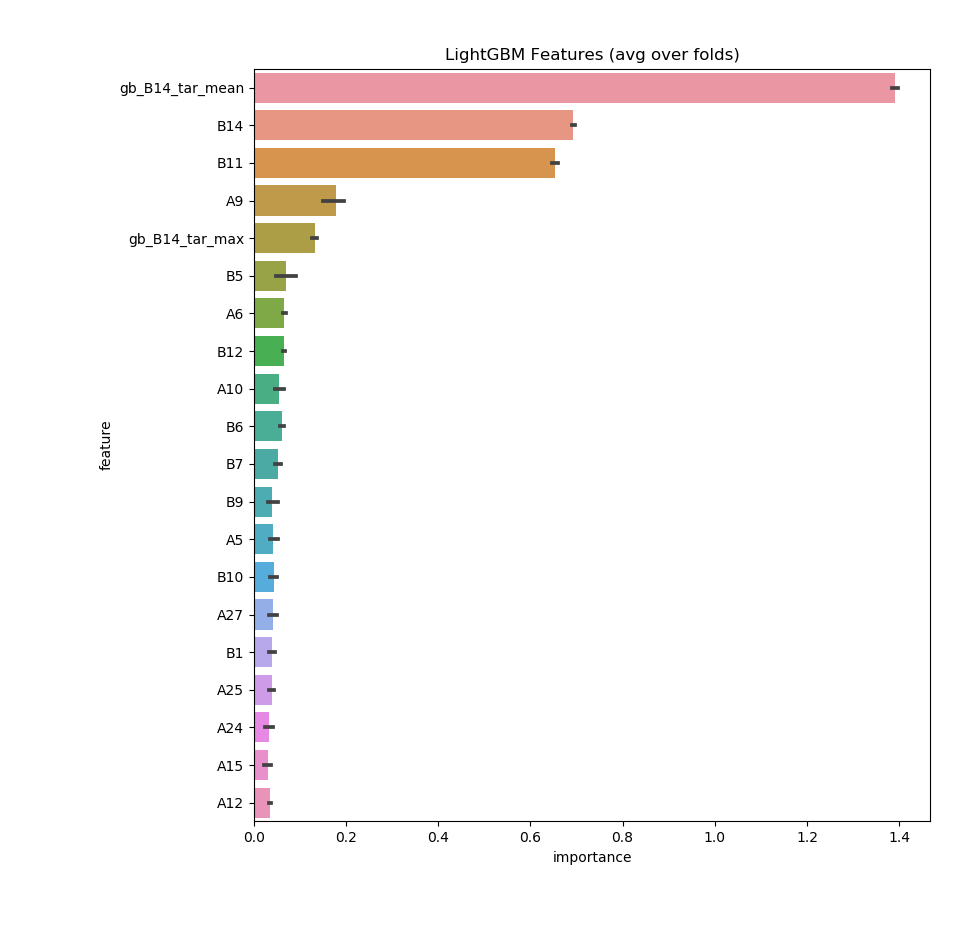 LightGBM Features (avg over folds)
gb_B14_tar_mean
B14
B11
A9
gb_B14_tar_max
B5
A6
B12
A10
B6
B7
B9
A5
B10
A27
B1
A25
A24
A15
A12
feature
0.0 0.2 0.4 0.6 0.8 1.0 1.2 1.4
importance